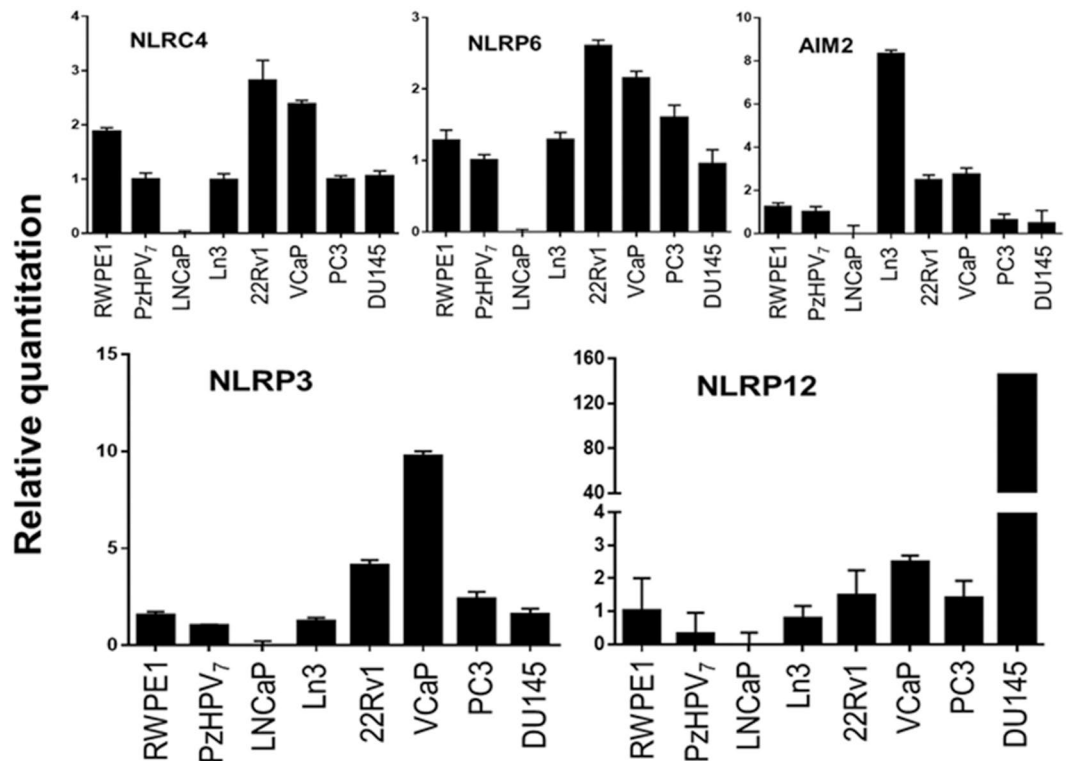 Relative quantitation
NLRC4
4
3
2
1
0
RWPE1
PzHPV7
LNCaP
Ln3
22Rv1
VCaP
PC3
DU145
NLRP6
3
2
1
0
RWPE1
PzHPV7
LNCaP
Ln3
22Rv1
VCaP
PC3
DU145
AIM2
10
8
6
4
2
0
RWPE1
PzHPV7
LNCaP
Ln3
22Rv1
VCaP
PC3
DU145
NLRP3
15
10
5
0
RWPE1
PzHPV7
LNCaP
Ln3
22Rv1
VCaP
PC3
DU145
NLRP12
160
120
80
40
4
3
2
1
0
RWPE1
PzHPV7
LNCaP
Ln3
22Rv1
VCaP
PC3
DU145